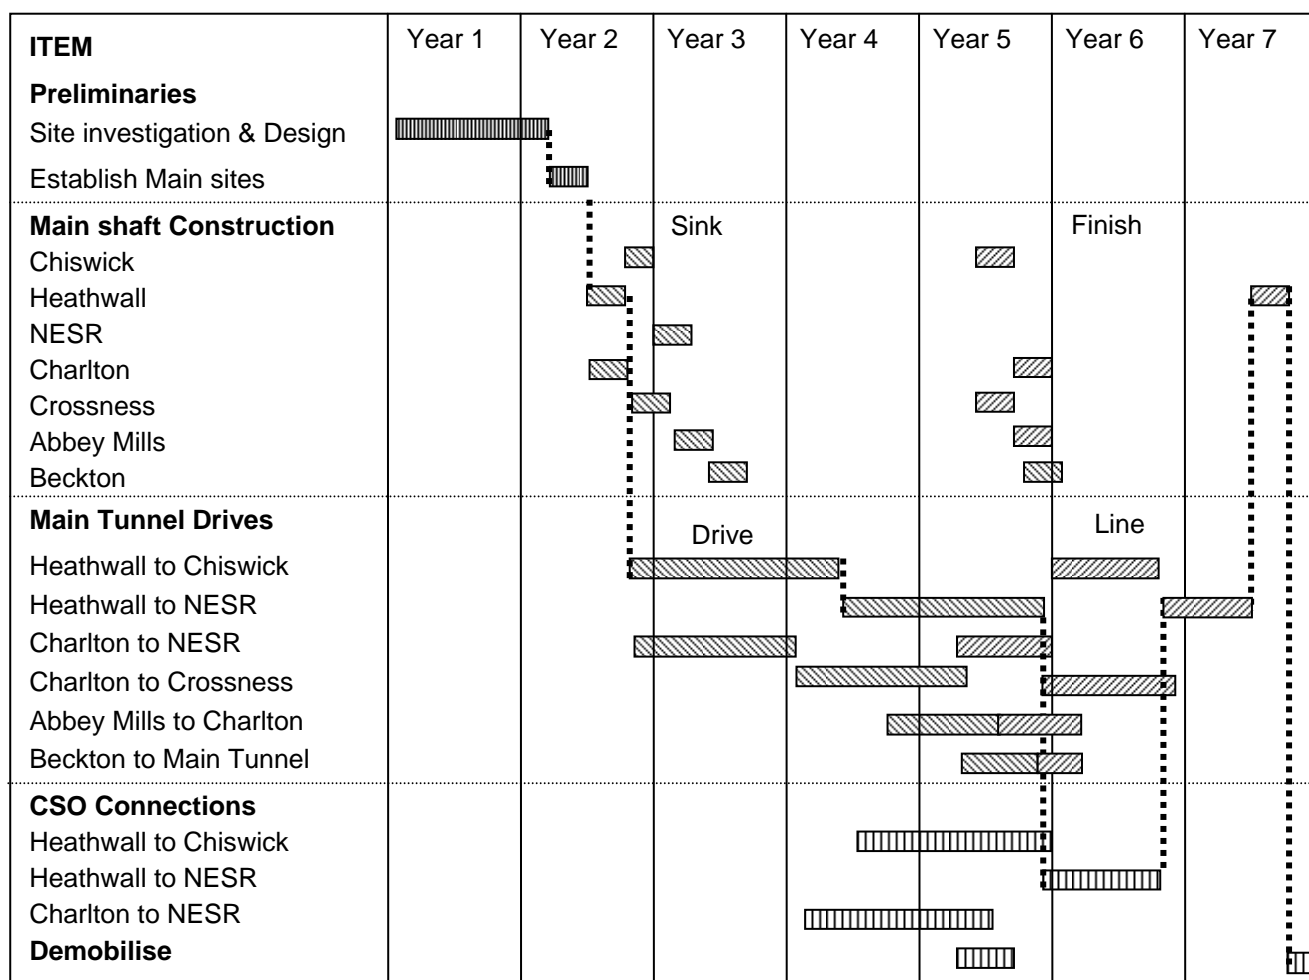 ITEM Year 1 Year 2 Year 3 Year 4 Year 5 Year 6 Year 7
Preliminaries
Site investigation & Design
Establish Main sites
Main shaft Construction Sink Finish
Chiswick
Heathwall
NESR
Charlton
Crossness
Abbey Mills
Beckton
Main Tunnel Drives Drive Line
Heathwall to Chiswick
Heathwall to NESR
Charlton to NESR
Charlton to Crossness
Abbey Mills to Charlton
Beckton to Main Tunnel
CSO Connections
Heathwall to Chiswick
Heathwall to NESR
Charlton to NESR
Demobilise